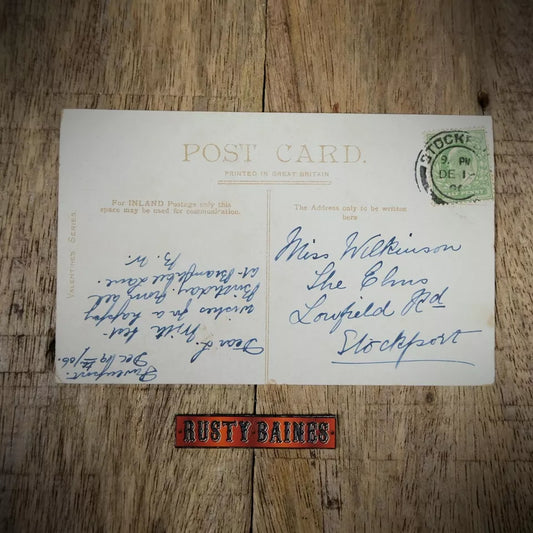 POST CARD.
PRINTED IN GREAT BRITAIN
For INLAND Postage only this
space may be used for communication.
The Address only to be written
here
VALENTINES' SERIES.
STOCKP
9. PM
DE 1
Miss Wilkinson
The Elms
Lowfield Rd
Stockport
Davenport.
Dec /06.
Dear L.
With best
wishes for a happy
Birthday from all
at Bramhall Lane.
B. W.
RUSTY BAINES